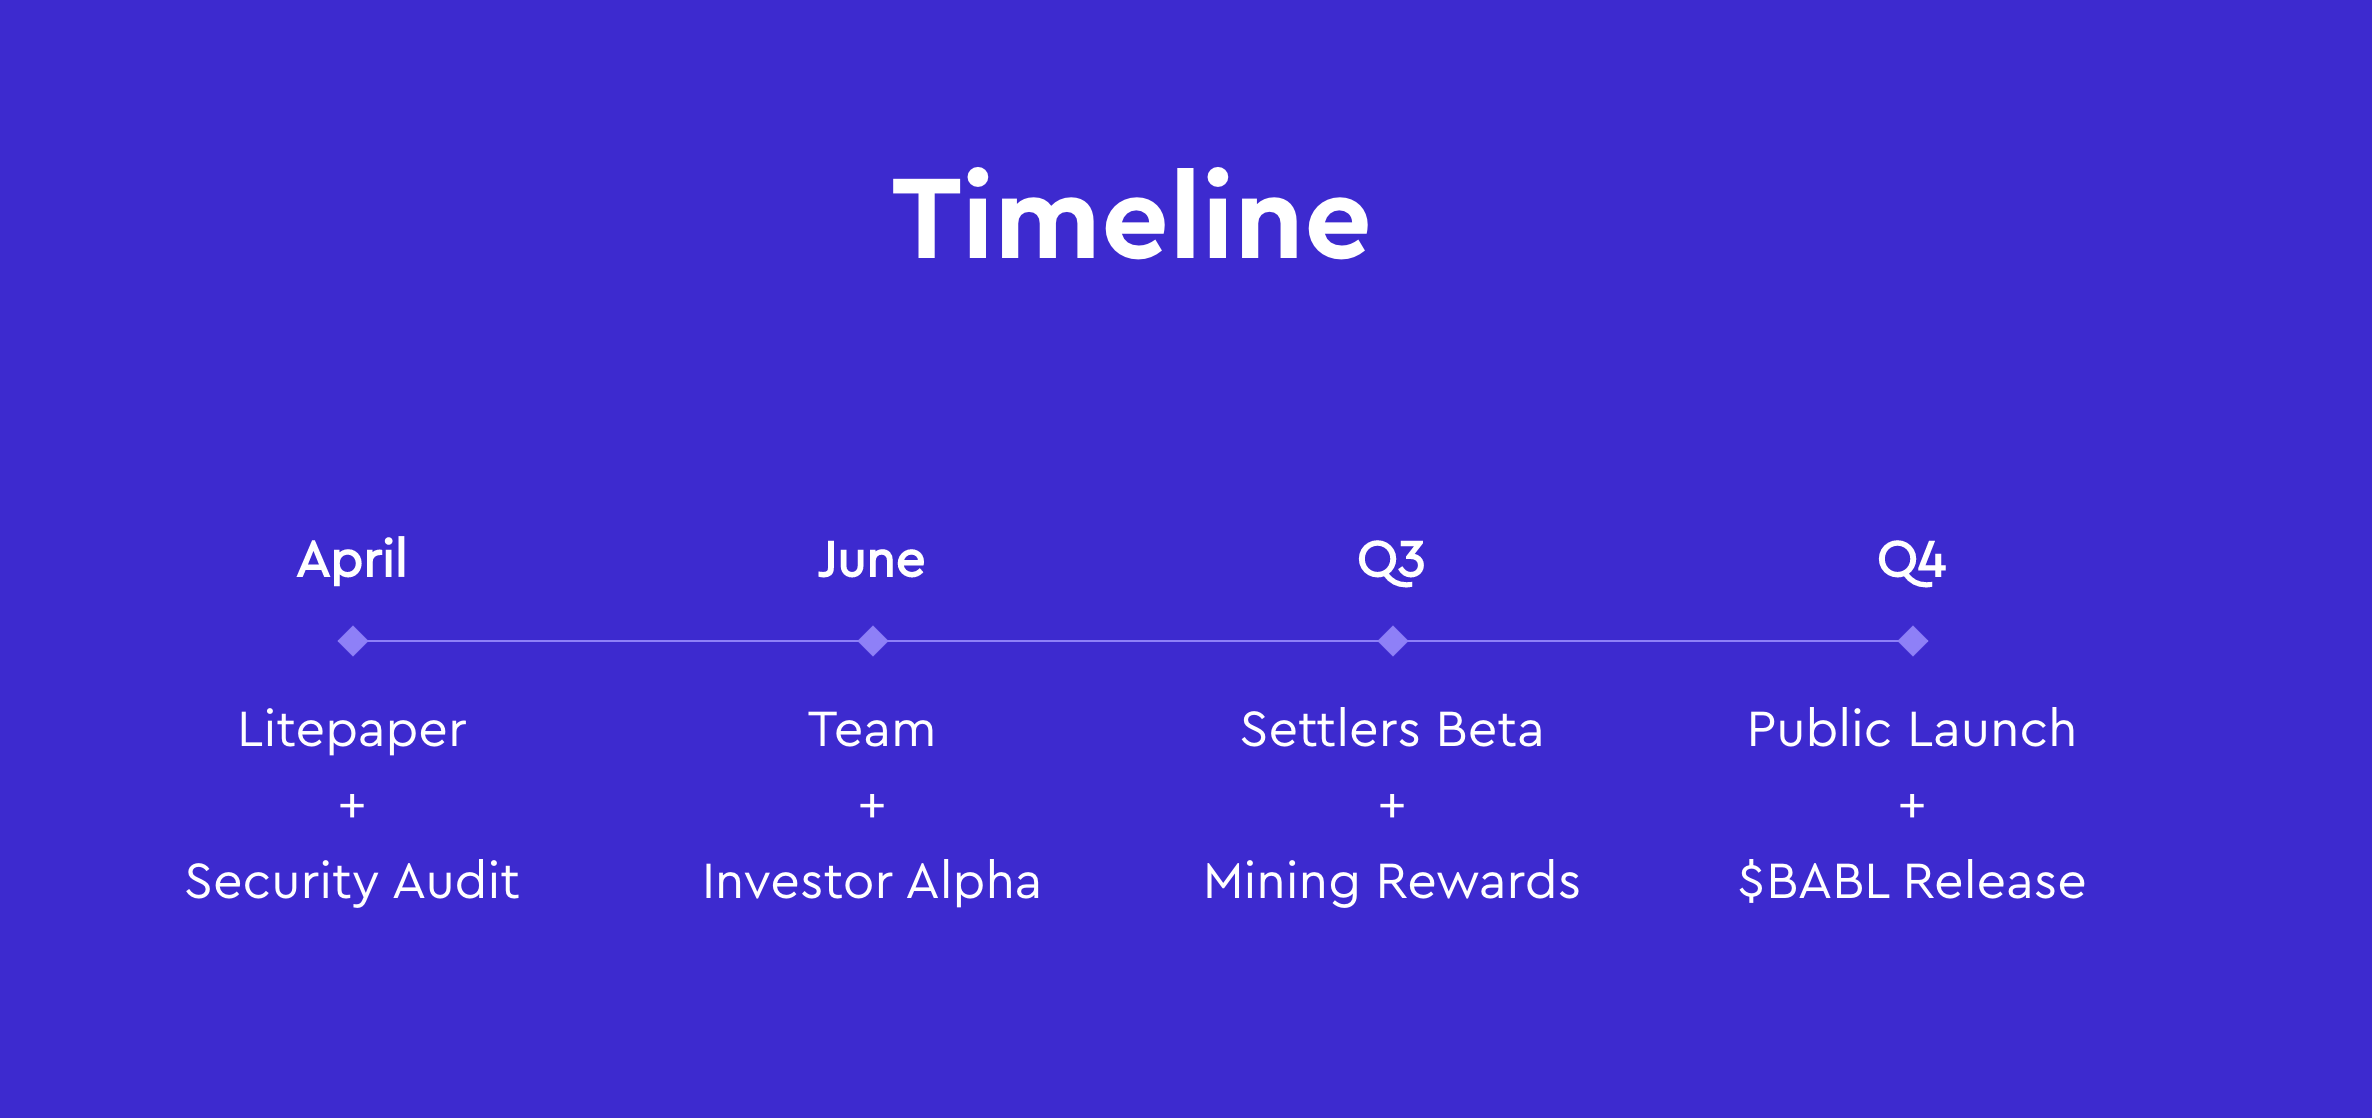 Timeline
April
June
Q3
Q4
Litepaper
+
Security Audit
Team
+
Investor Alpha
Settlers Beta
+
Mining Rewards
Public Launch
+
$BABL Release